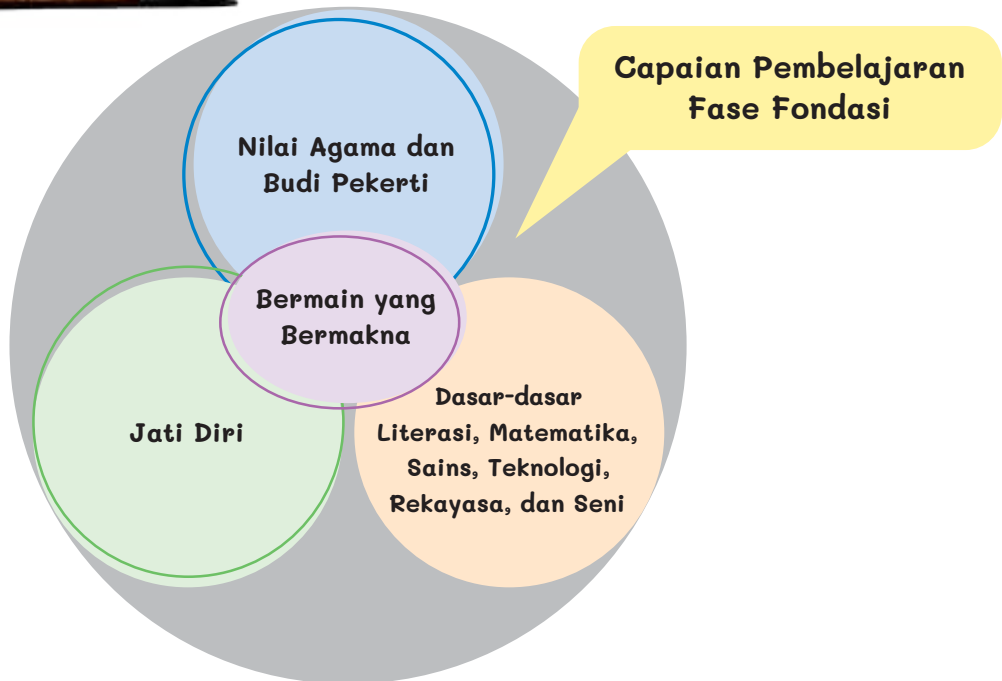 Capaian Pembelajaran
Fase Fondasi
Nilai Agama dan
Budi Pekerti
Bermain yang
Bermakna
Jati Diri
Dasar-dasar
Literasi, Matematika,
Sains, Teknologi,
Rekayasa, dan Seni